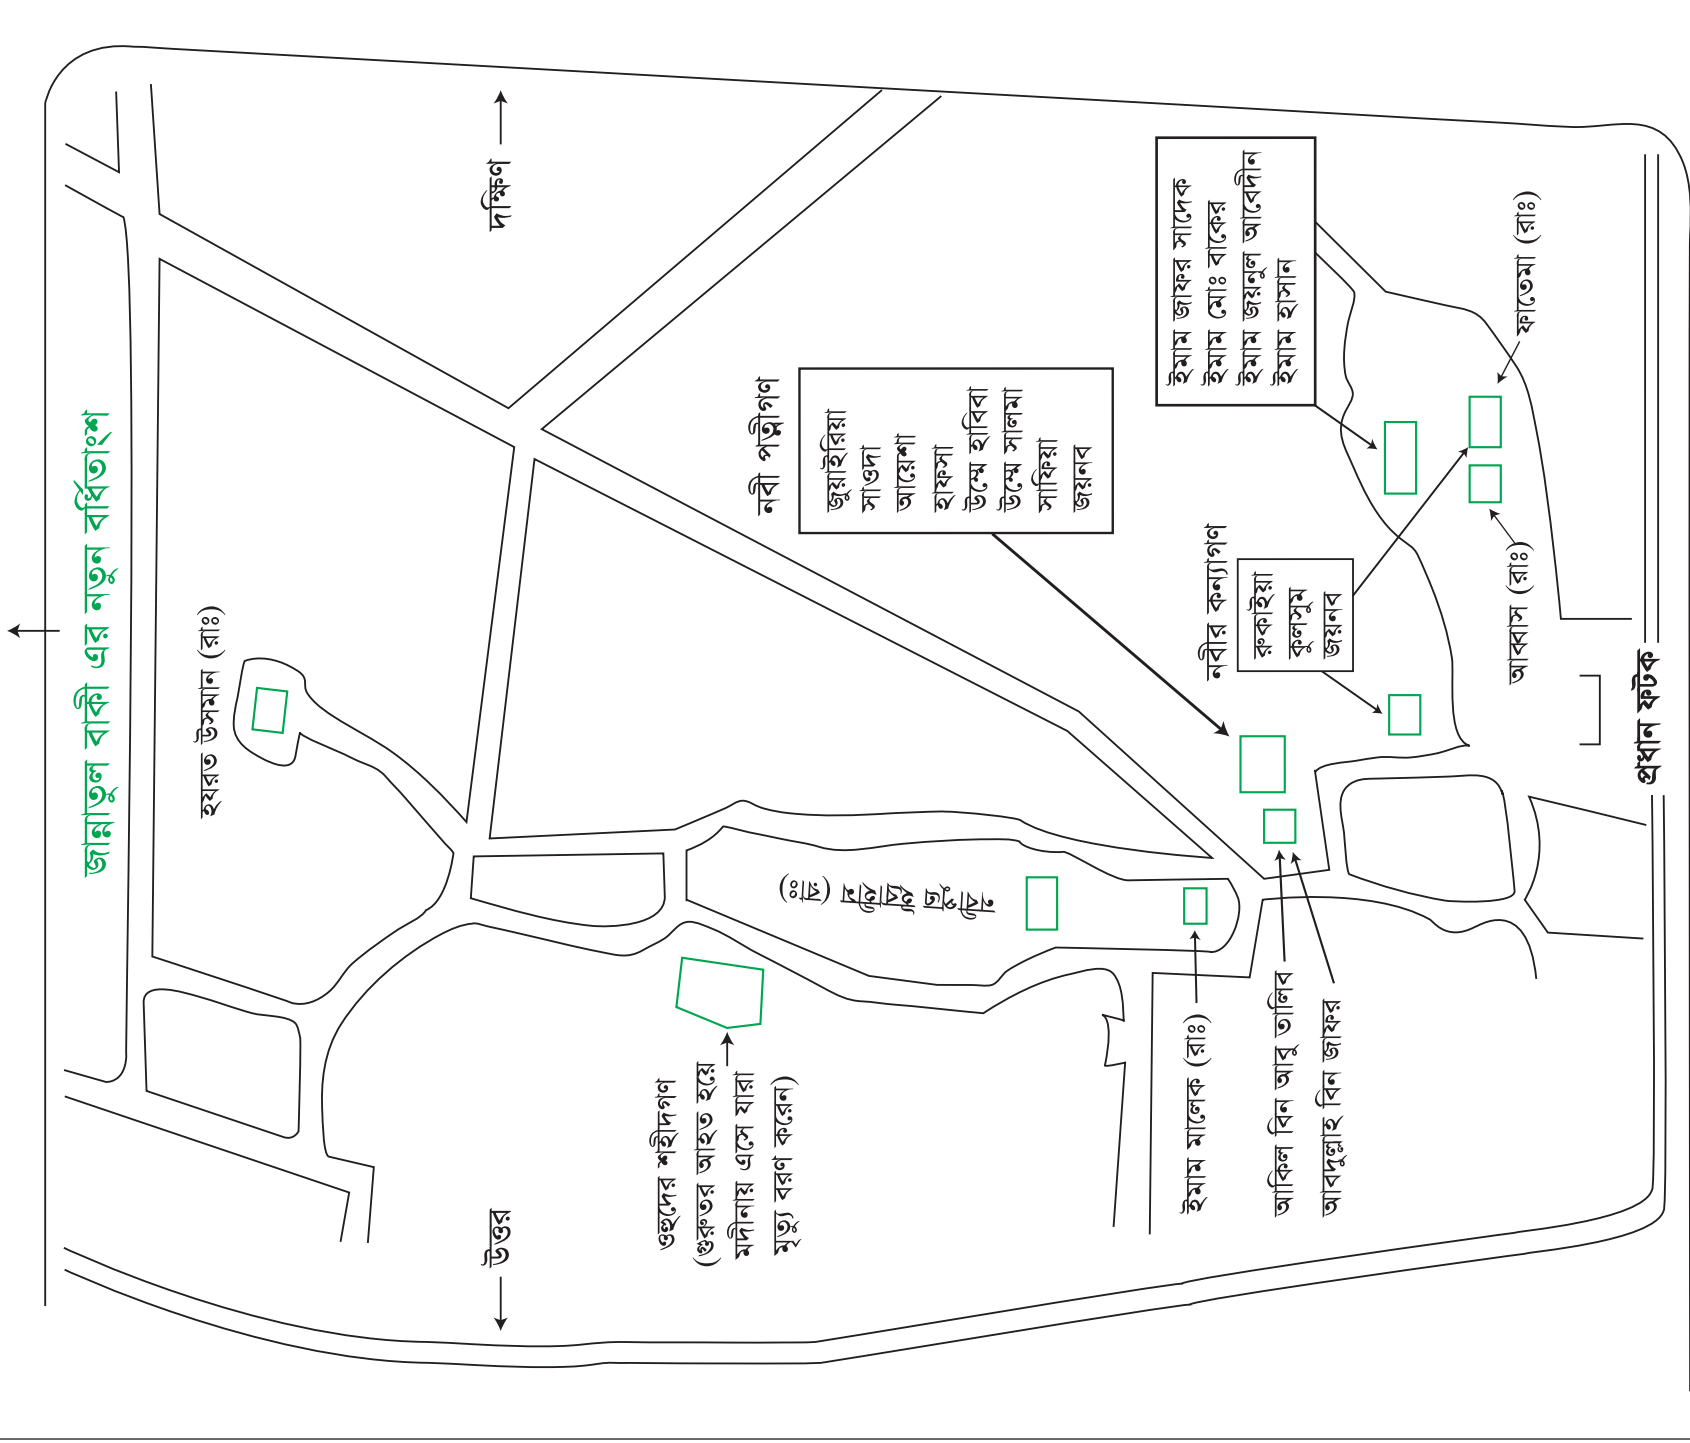 জান্নাতুল বাকী এর নতুন বর্ধিতাংশ
হযরত উসমান (রাঃ)
দক্ষিণ
উত্তর
নবী পত্নীগণ
জুয়াইরিয়া
সাওদা
আয়েশা
হাফসা
উম্মে হাবিবা
উম্মে সালমা
সাফিয়া
জয়নব
ইমাম জাফর সাদেক
ইমাম মোঃ বাকের
ইমাম জয়নুল আবেদীন
ইমাম হাসান
ফাতেমা (রাঃ)
নবীর কন্যাগণ
রুকাইয়া
কুলসুম
জয়নব
আব্বাস (রাঃ)
প্রধান ফটক
(রাঃ)
ওহুদের শহীদগণ
(গুরুতর আহত হয়ে
মদীনায় এসে যারা
মৃত্যু বরণ করেন)
ইমাম মালেক (রাঃ)
আকিল বিন আবু তালিব
আবদুল্লাহ বিন জাফর